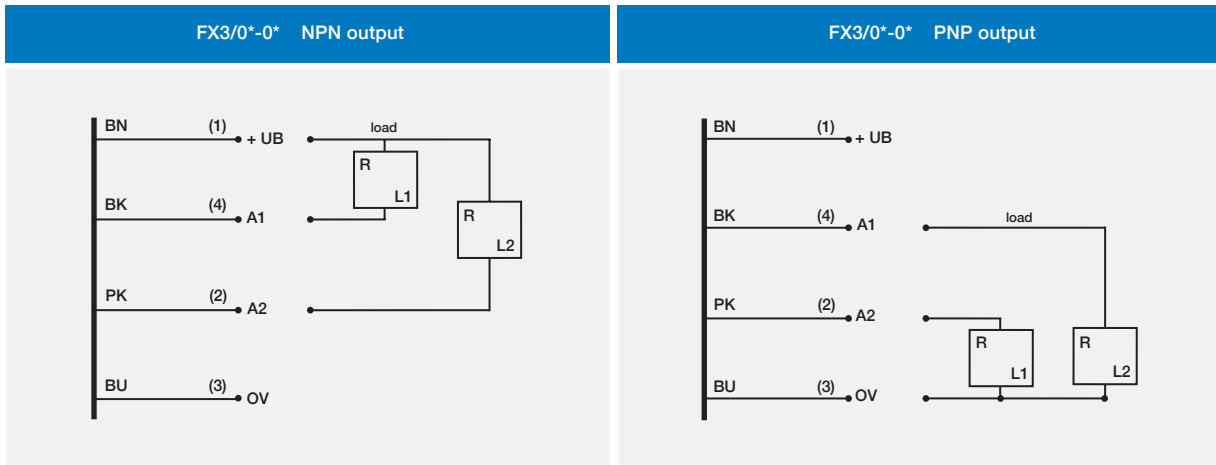 FX3/0*-0* NPN output
BN (1) + UB load
R
L1
BK (4) A1
R
L2
PK (2) A2
BU (3) OV
FX3/0*-0* PNP output
BN (1) + UB
BK (4) A1 load
PK (2) A2
R
L1
R
L2
BU (3) OV